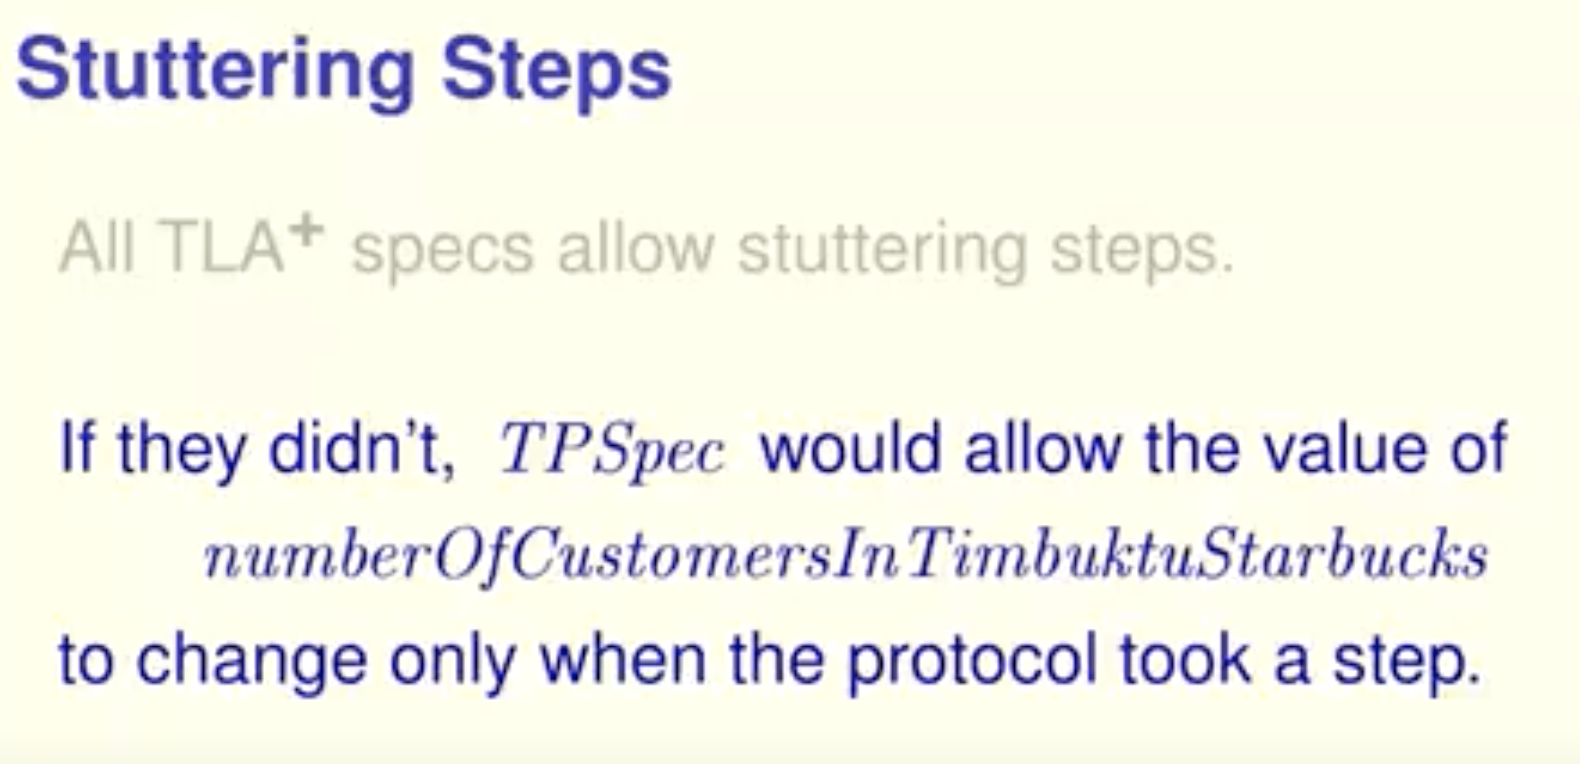 Stuttering Steps
All TLA+ specs allow stuttering steps.
If they didn't, TPSpec would allow the value of
numberOfCustomersInTimbuktuStarbucks
to change only when the protocol took a step.